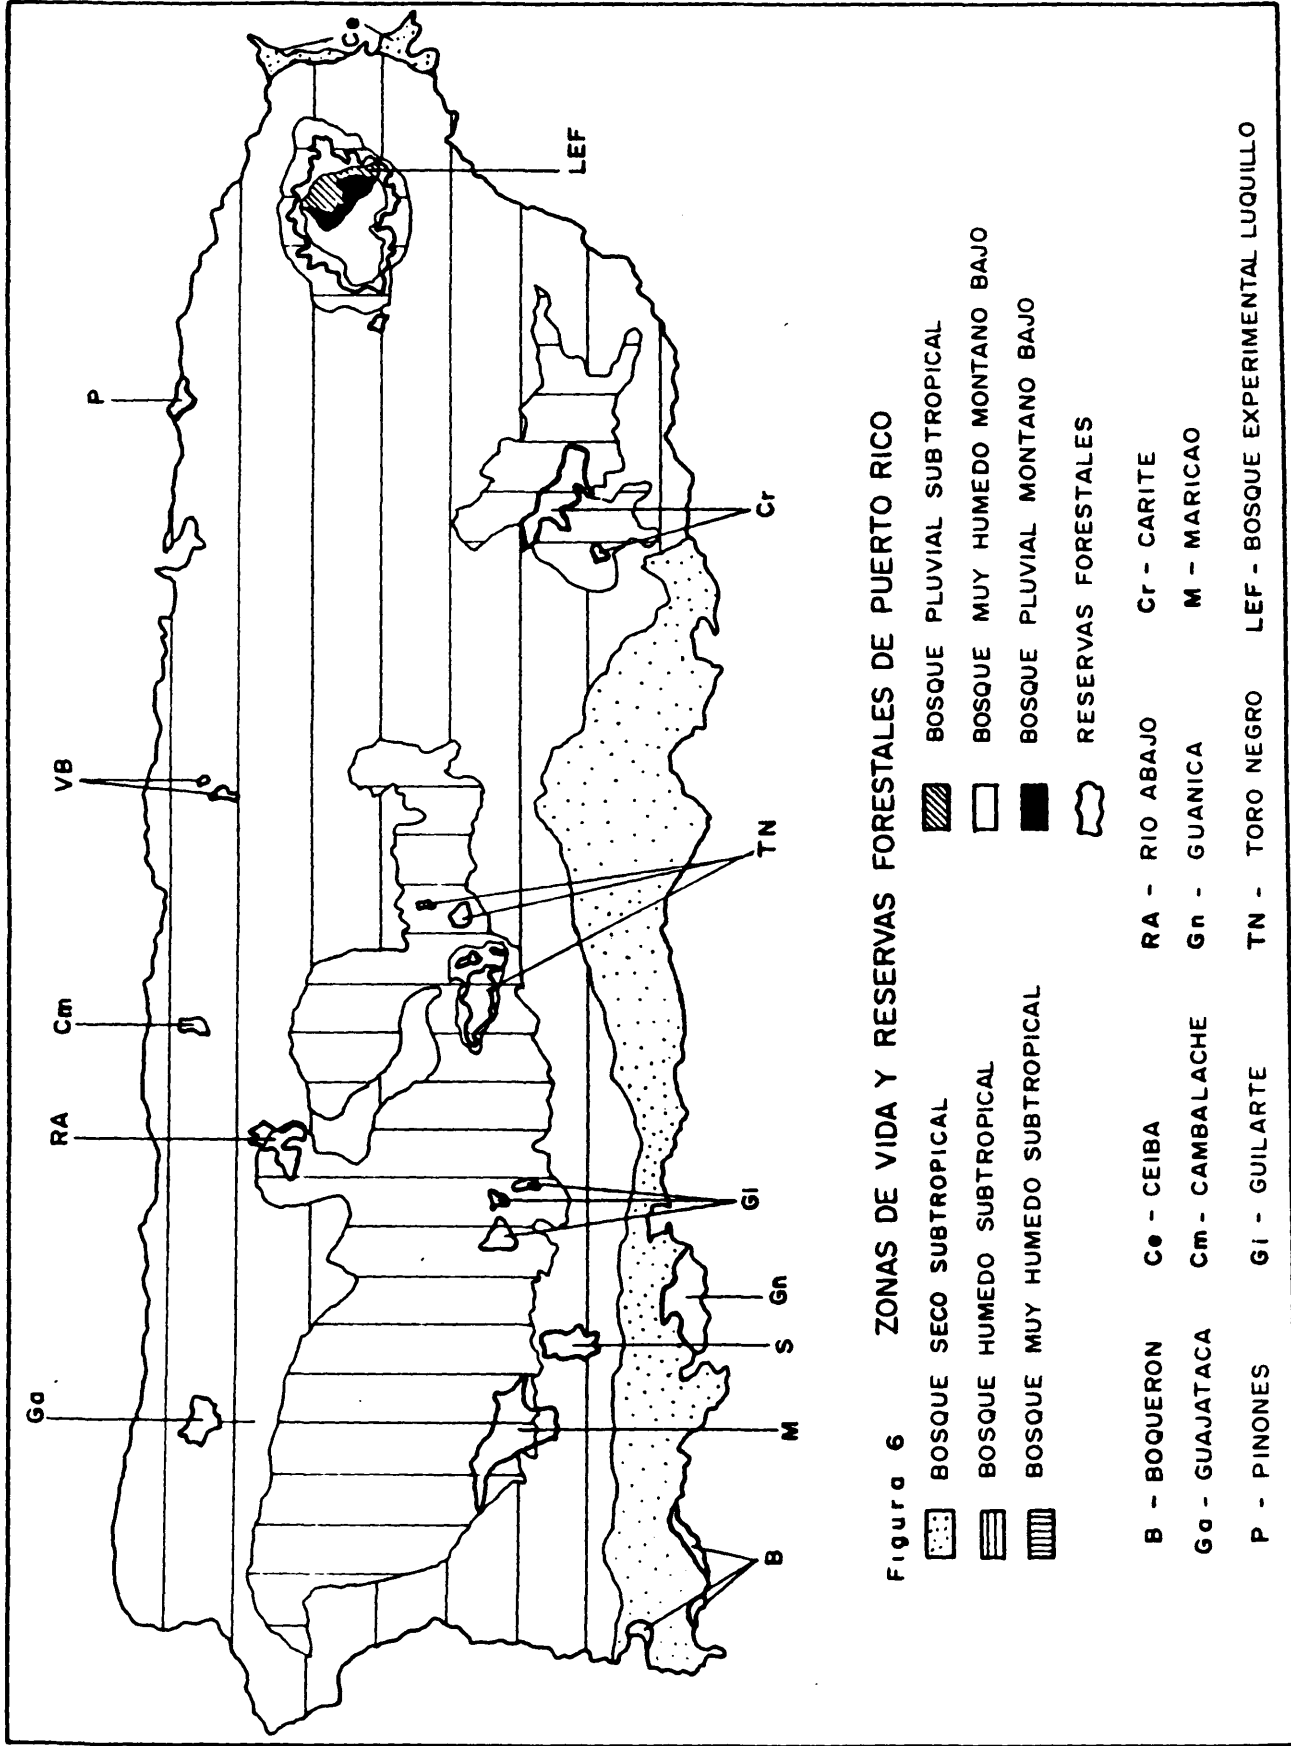 Ga
RA
Cm
VB
P
Ce
LEF
B
M
S
Gn
Gi
TN
Cr
Figura 6 ZONAS DE VIDA Y RESERVAS FORESTALES DE PUERTO RICO
BOSQUE SECO SUBTROPICAL BOSQUE PLUVIAL SUBTROPICAL
BOSQUE HUMEDO SUBTROPICAL BOSQUE MUY HUMEDO MONTANO BAJO
BOSQUE MUY HUMEDO SUBTROPICAL BOSQUE PLUVIAL MONTANO BAJO
RESERVAS FORESTALES
B - BOQUERON Ce - CEIBA RA - RIO ABAJO Cr - CARITE
Ga - GUAJATACA Cm - CAMBALACHE Gn - GUANICA M - MARICAO
P - PINONES Gi - GUILARTE TN - TORO NEGRO LEF - BOSQUE EXPERIMENTAL LUQUILLO